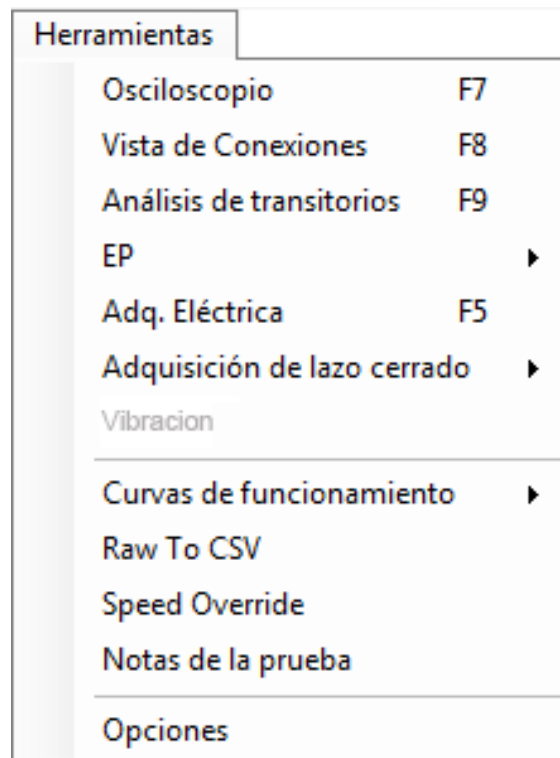 Herramientas
Osciloscopio F7
Vista de Conexiones F8
Análisis de transitorios F9
EP
Adq. Eléctrica F5
Adquisición de lazo cerrado
Vibracion
Curvas de funcionamiento
Raw To CSV
Speed Override
Notas de la prueba
Opciones